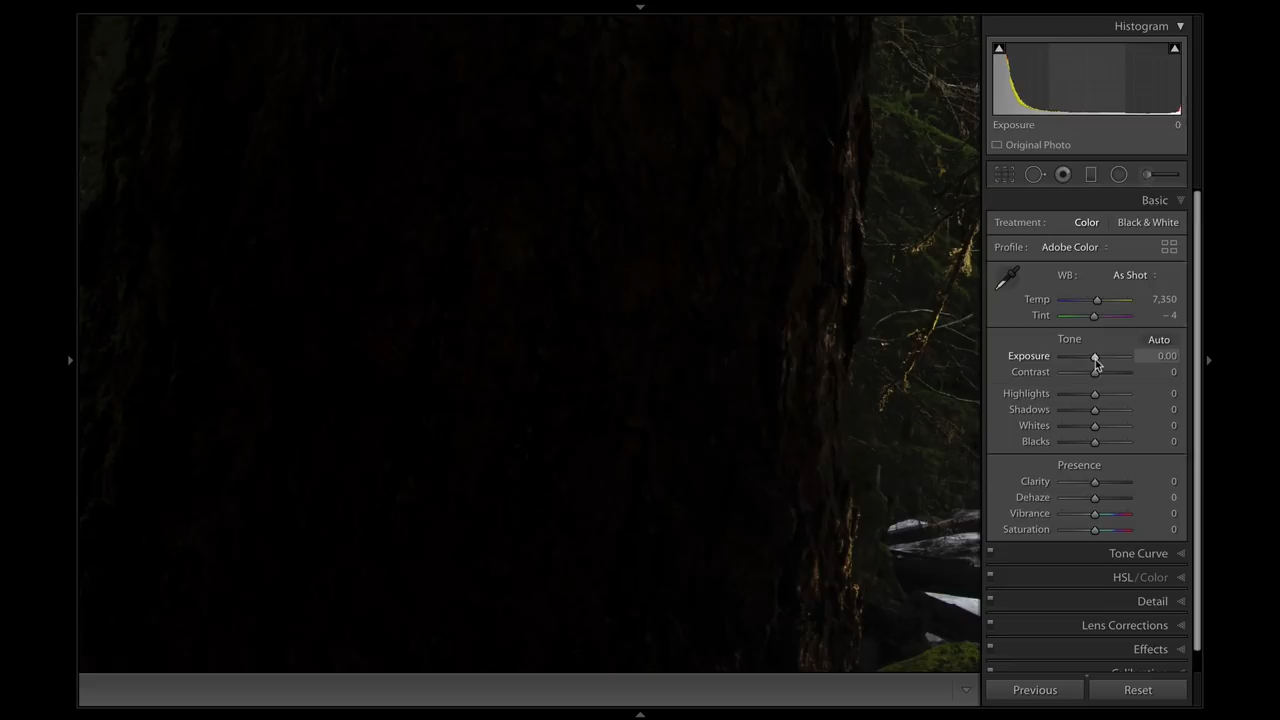 Histogram
Exposure 0
Original Photo
Basic
Treatment : Color Black & White
Profile : Adobe Color
WB : As Shot
Temp 7,350
Tint – 4
Tone Auto
Exposure 0.00
Contrast 0
Highlights 0
Shadows 0
Whites 0
Blacks 0
Presence
Clarity 0
Dehaze 0
Vibrance 0
Saturation 0
Tone Curve
HSL / Color
Detail
Lens Corrections
Effects
Previous Reset